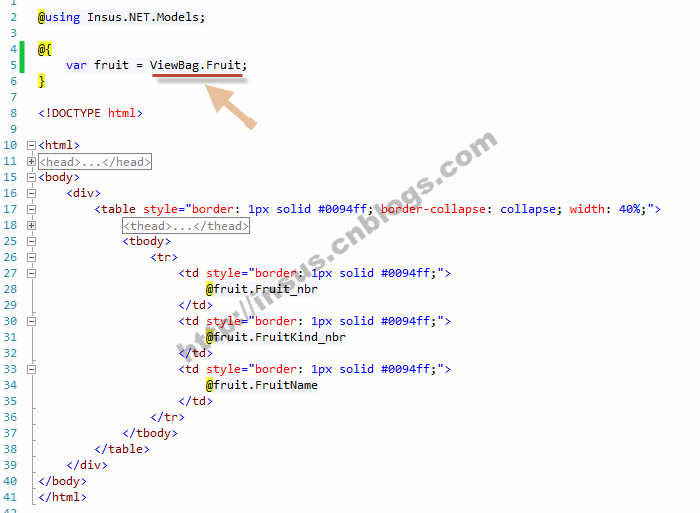 1
2 @using Insus.NET.Models;
3
4 @{
5 var fruit = ViewBag.Fruit;
6 }
7
8 <!DOCTYPE html>
9
10 <html>
11 <head>...</head>
15 <body>
16 <div>
17 <table style="border: 1px solid #0094ff; border-collapse: collapse; width: 40%;">
18 <thead>...</thead>
25 <tbody>
26 <tr>
27 <td style="border: 1px solid #0094ff;">
28 @fruit.Fruit_nbr
29 </td>
30 <td style="border: 1px solid #0094ff;">
31 @fruit.FruitKind_nbr
32 </td>
33 <td style="border: 1px solid #0094ff;">
34 @fruit.FruitName
35 </td>
36 </tr>
37 </tbody>
38 </table>
39 </div>
40 </body>
41 </html>
42
http://insus.cnblogs.com